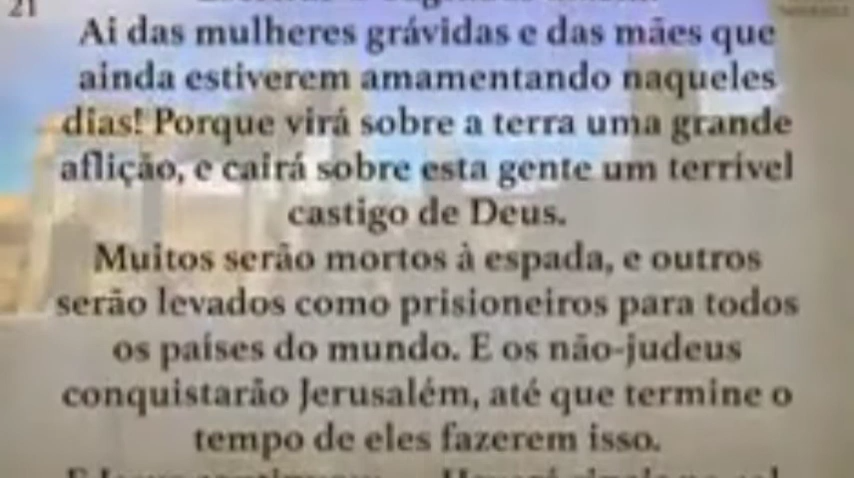 21
Ai das mulheres grávidas e das mães que
ainda estiverem amamentando naqueles
dias! Porque virá sobre a terra uma grande
aflição, e cairá sobre esta gente um terrível
castigo de Deus.
Muitos serão mortos à espada, e outros
serão levados como prisioneiros para todos
os países do mundo. E os não-judeus
conquistarão Jerusalém, até que termine o
tempo de eles fazerem isso.